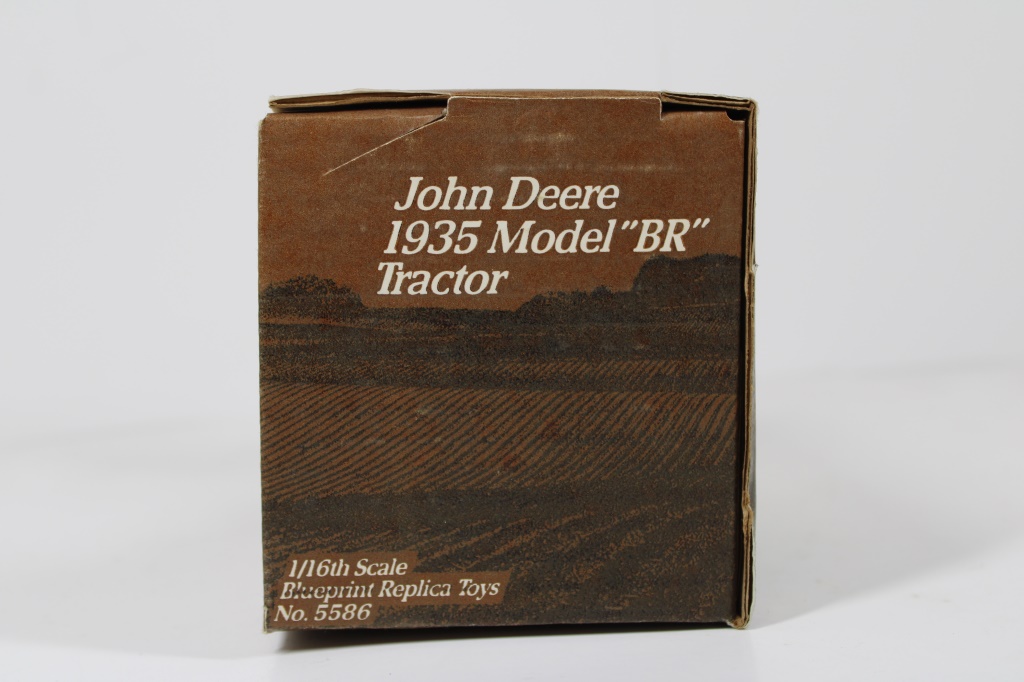 John Deere
1935 Model "BR"
Tractor
1/16th Scale
Blueprint Replica Toys
No. 5586